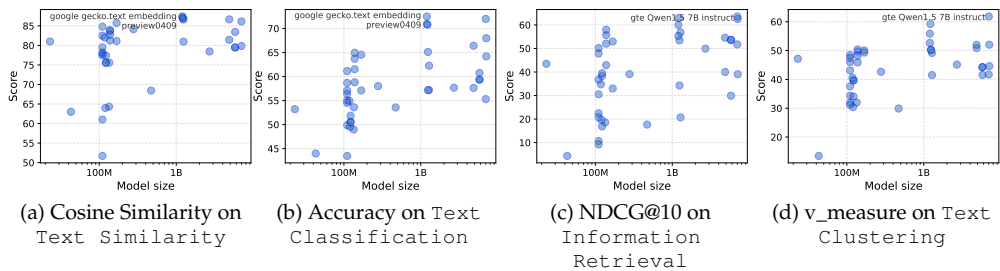 google gecko.text embedding
preview0409
Score
85
80
75
70
65
60
55
50
100M
1B
Model size
(a) Cosine Similarity on
Text Similarity
google gecko.text embedding
preview0409
Score
70
65
60
55
50
45
100M
1B
Model size
(b) Accuracy on Text
Classification
gte Qwen1.5 7B instruct
Score
60
50
40
30
20
10
100M
1B
Model size
(c) NDCG@10 on
Information
Retrieval
gte Qwen1.5 7B instruct
Score
60
40
20
100M
1B
Model size
(d) v_measure on Text
Clustering